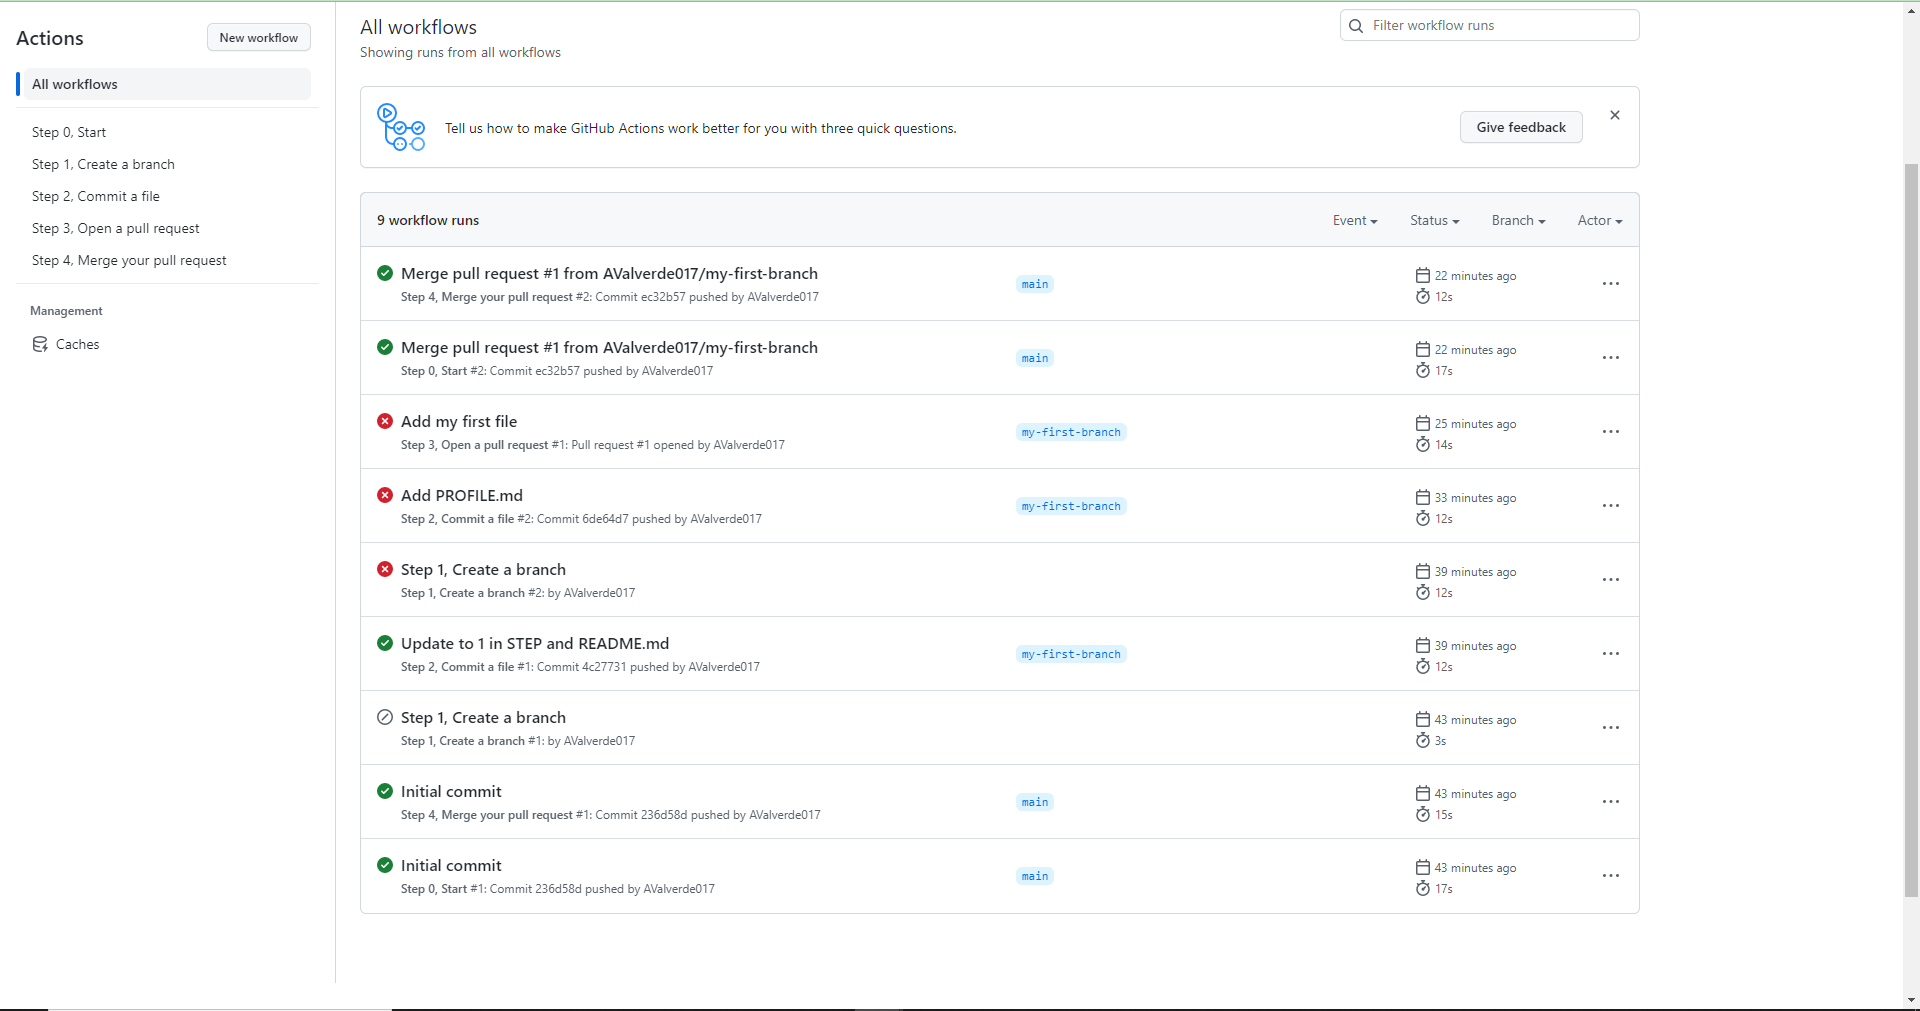 Actions
New workflow
All workflows
Step 0, Start
Step 1, Create a branch
Step 2, Commit a file
Step 3, Open a pull request
Step 4, Merge your pull request
Management
Caches
All workflows
Showing runs from all workflows
Filter workflow runs
Tell us how to make GitHub Actions work better for you with three quick questions.
Give feedback
9 workflow runs
Event
Status
Branch
Actor
Merge pull request #1 from AValverde017/my-first-branch
Step 4, Merge your pull request #2: Commit ec32b57 pushed by AValverde017
main
22 minutes ago
12s
Merge pull request #1 from AValverde017/my-first-branch
Step 0, Start #2: Commit ec32b57 pushed by AValverde017
main
22 minutes ago
17s
Add my first file
Step 3, Open a pull request #1: Pull request #1 opened by AValverde017
my-first-branch
25 minutes ago
14s
Add PROFILE.md
Step 2, Commit a file #2: Commit 6de64d7 pushed by AValverde017
my-first-branch
33 minutes ago
12s
Step 1, Create a branch
Step 1, Create a branch #2: by AValverde017
39 minutes ago
12s
Update to 1 in STEP and README.md
Step 2, Commit a file #1: Commit 4c27731 pushed by AValverde017
my-first-branch
39 minutes ago
12s
Step 1, Create a branch
Step 1, Create a branch #1: by AValverde017
43 minutes ago
3s
Initial commit
Step 4, Merge your pull request #1: Commit 236d58d pushed by AValverde017
main
43 minutes ago
15s
Initial commit
Step 0, Start #1: Commit 236d58d pushed by AValverde017
main
43 minutes ago
17s